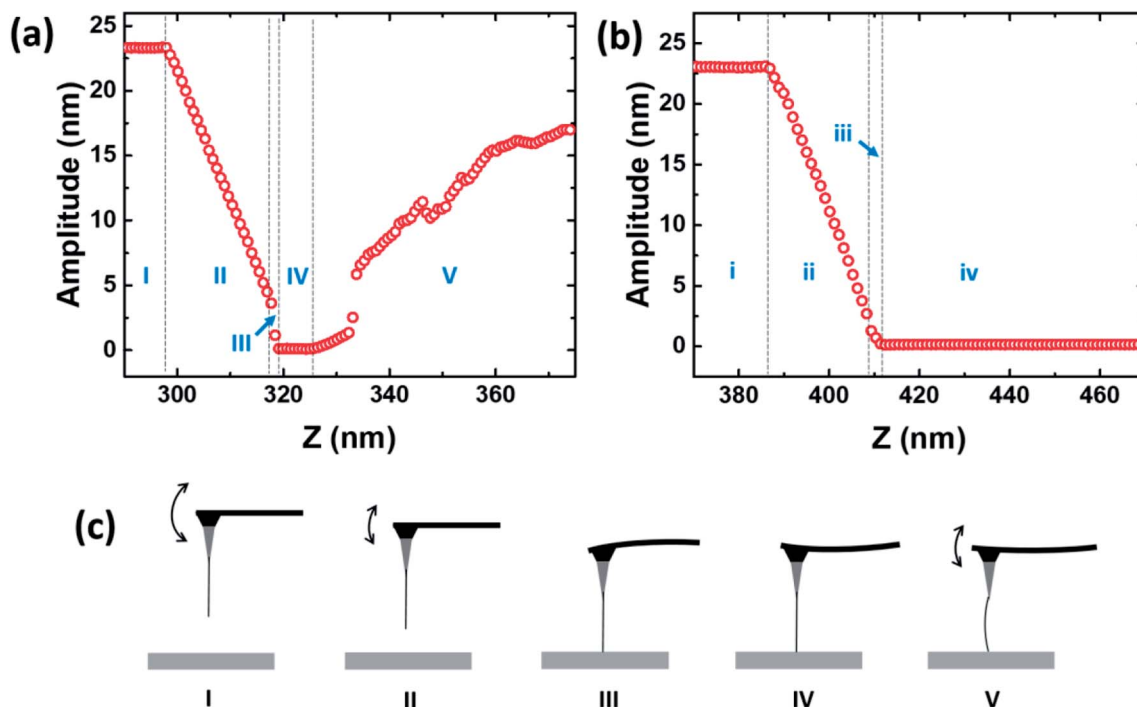 (a)
Amplitude (nm)
25
20
15
10
5
0
I
II
III
IV
V
300
320
340
360
Z (nm)
(b)
Amplitude (nm)
25
20
15
10
5
0
i
ii
iii
iv
380
400
420
440
460
Z (nm)
(c)
I
II
III
IV
V